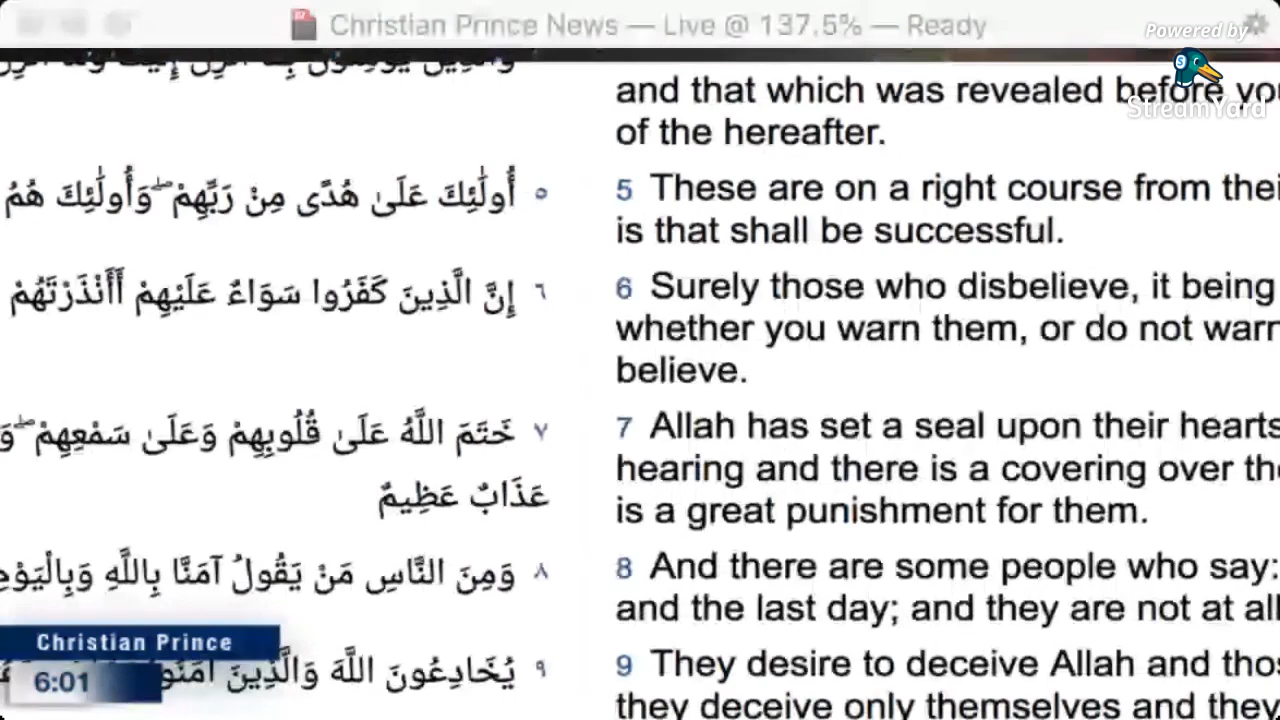 Christian Prince News — Live @ 137.5% — Ready
Powered by
StreamYard
and that which was revealed before
of the hereafter.
أُولَٰئِكَ عَلَىٰ هُدًى مِنْ رَبِّهِمْ ۖ وَأُولَٰئِكَ هُمُ ٥
5 These are on a right course from
is that shall be successful.
إِنَّ الَّذِينَ كَفَرُوا سَوَاءٌ عَلَيْهِمْ أَأَنْذَرْتَهُمْ ٦
6 Surely those who disbelieve, it being
whether you warn them, or do not warn
believe.
خَتَمَ اللَّهُ عَلَىٰ قُلُوبِهِمْ وَعَلَىٰ سَمْعِهِمْ ۖ ٧
عَذَابٌ عَظِيمٌ
7 Allah has set a seal upon their hearts
hearing and there is a covering over
is a great punishment for them.
وَمِنَ النَّاسِ مَنْ يَقُولُ آمَنَّا بِاللَّهِ ٨
8 And there are some people who say:
and the last day; and they are not at all
يُخَادِعُونَ اللَّهَ وَالَّذِينَ ٩
9 They desire to deceive Allah and
they deceive only themselves and they
Christian Prince
6:01